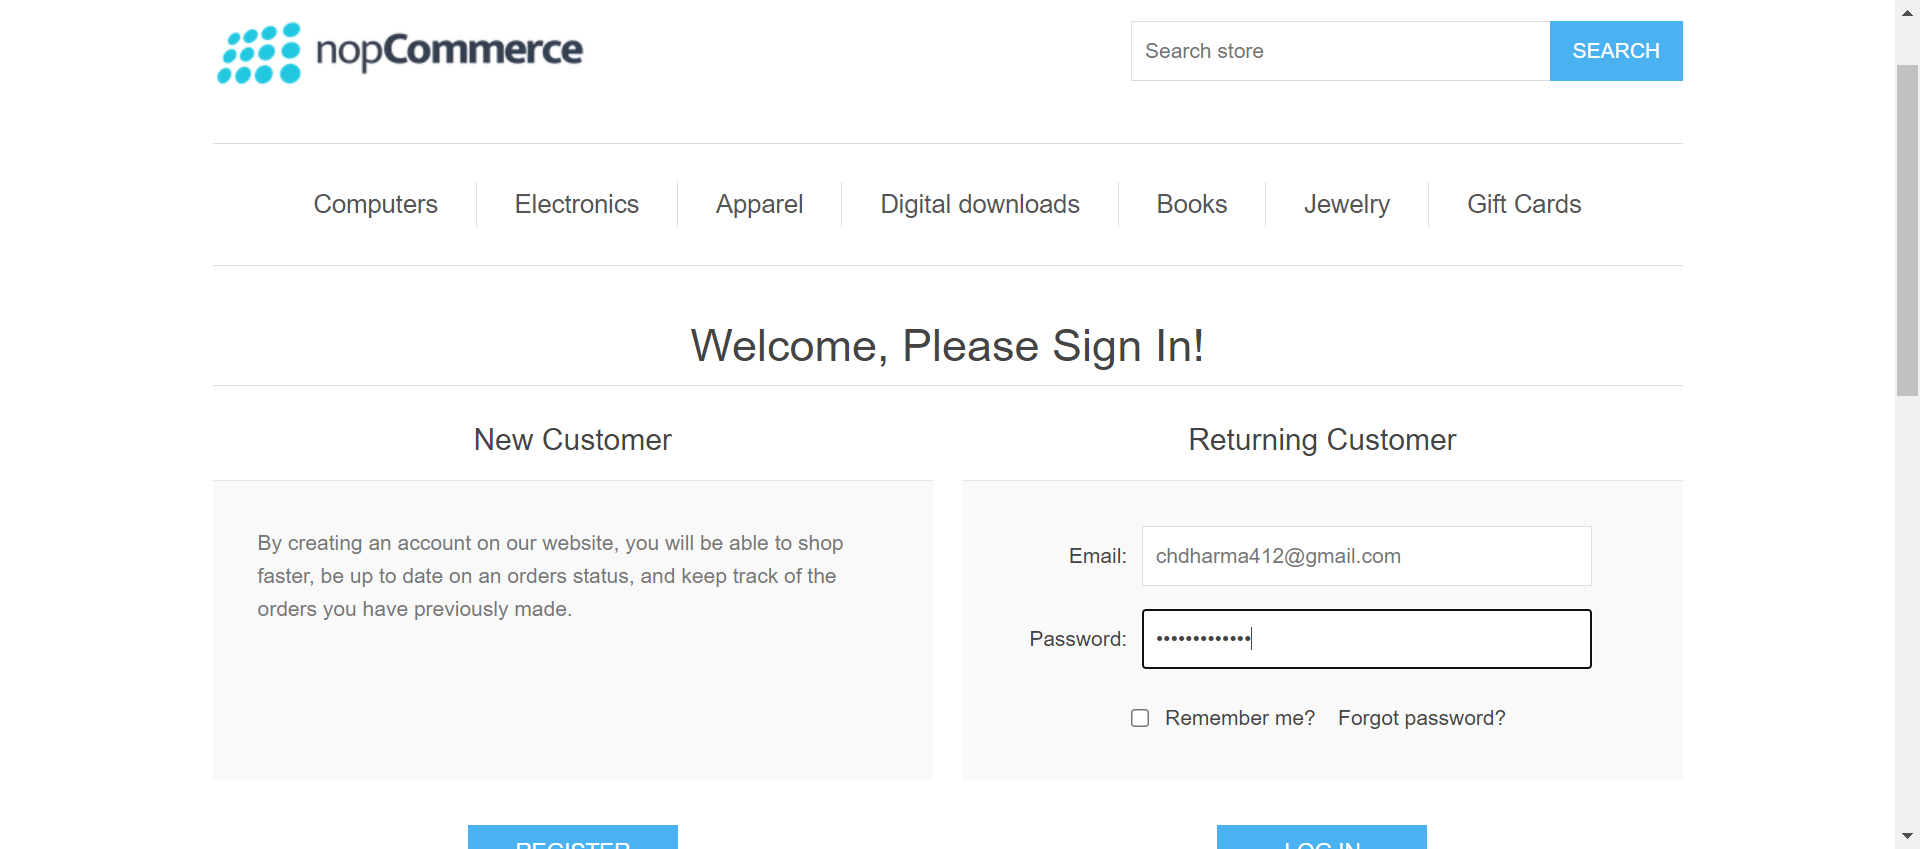 nopCommerce
Search store
SEARCH
Computers
Electronics
Apparel
Digital downloads
Books
Jewelry
Gift Cards
Welcome, Please Sign In!
New Customer
By creating an account on our website, you will be able to shop
faster, be up to date on an orders status, and keep track of the
orders you have previously made.
REGISTER
Returning Customer
Email:
chdharma412@gmail.com
Password:
•••••••••••••
Remember me?
Forgot password?
LOG IN